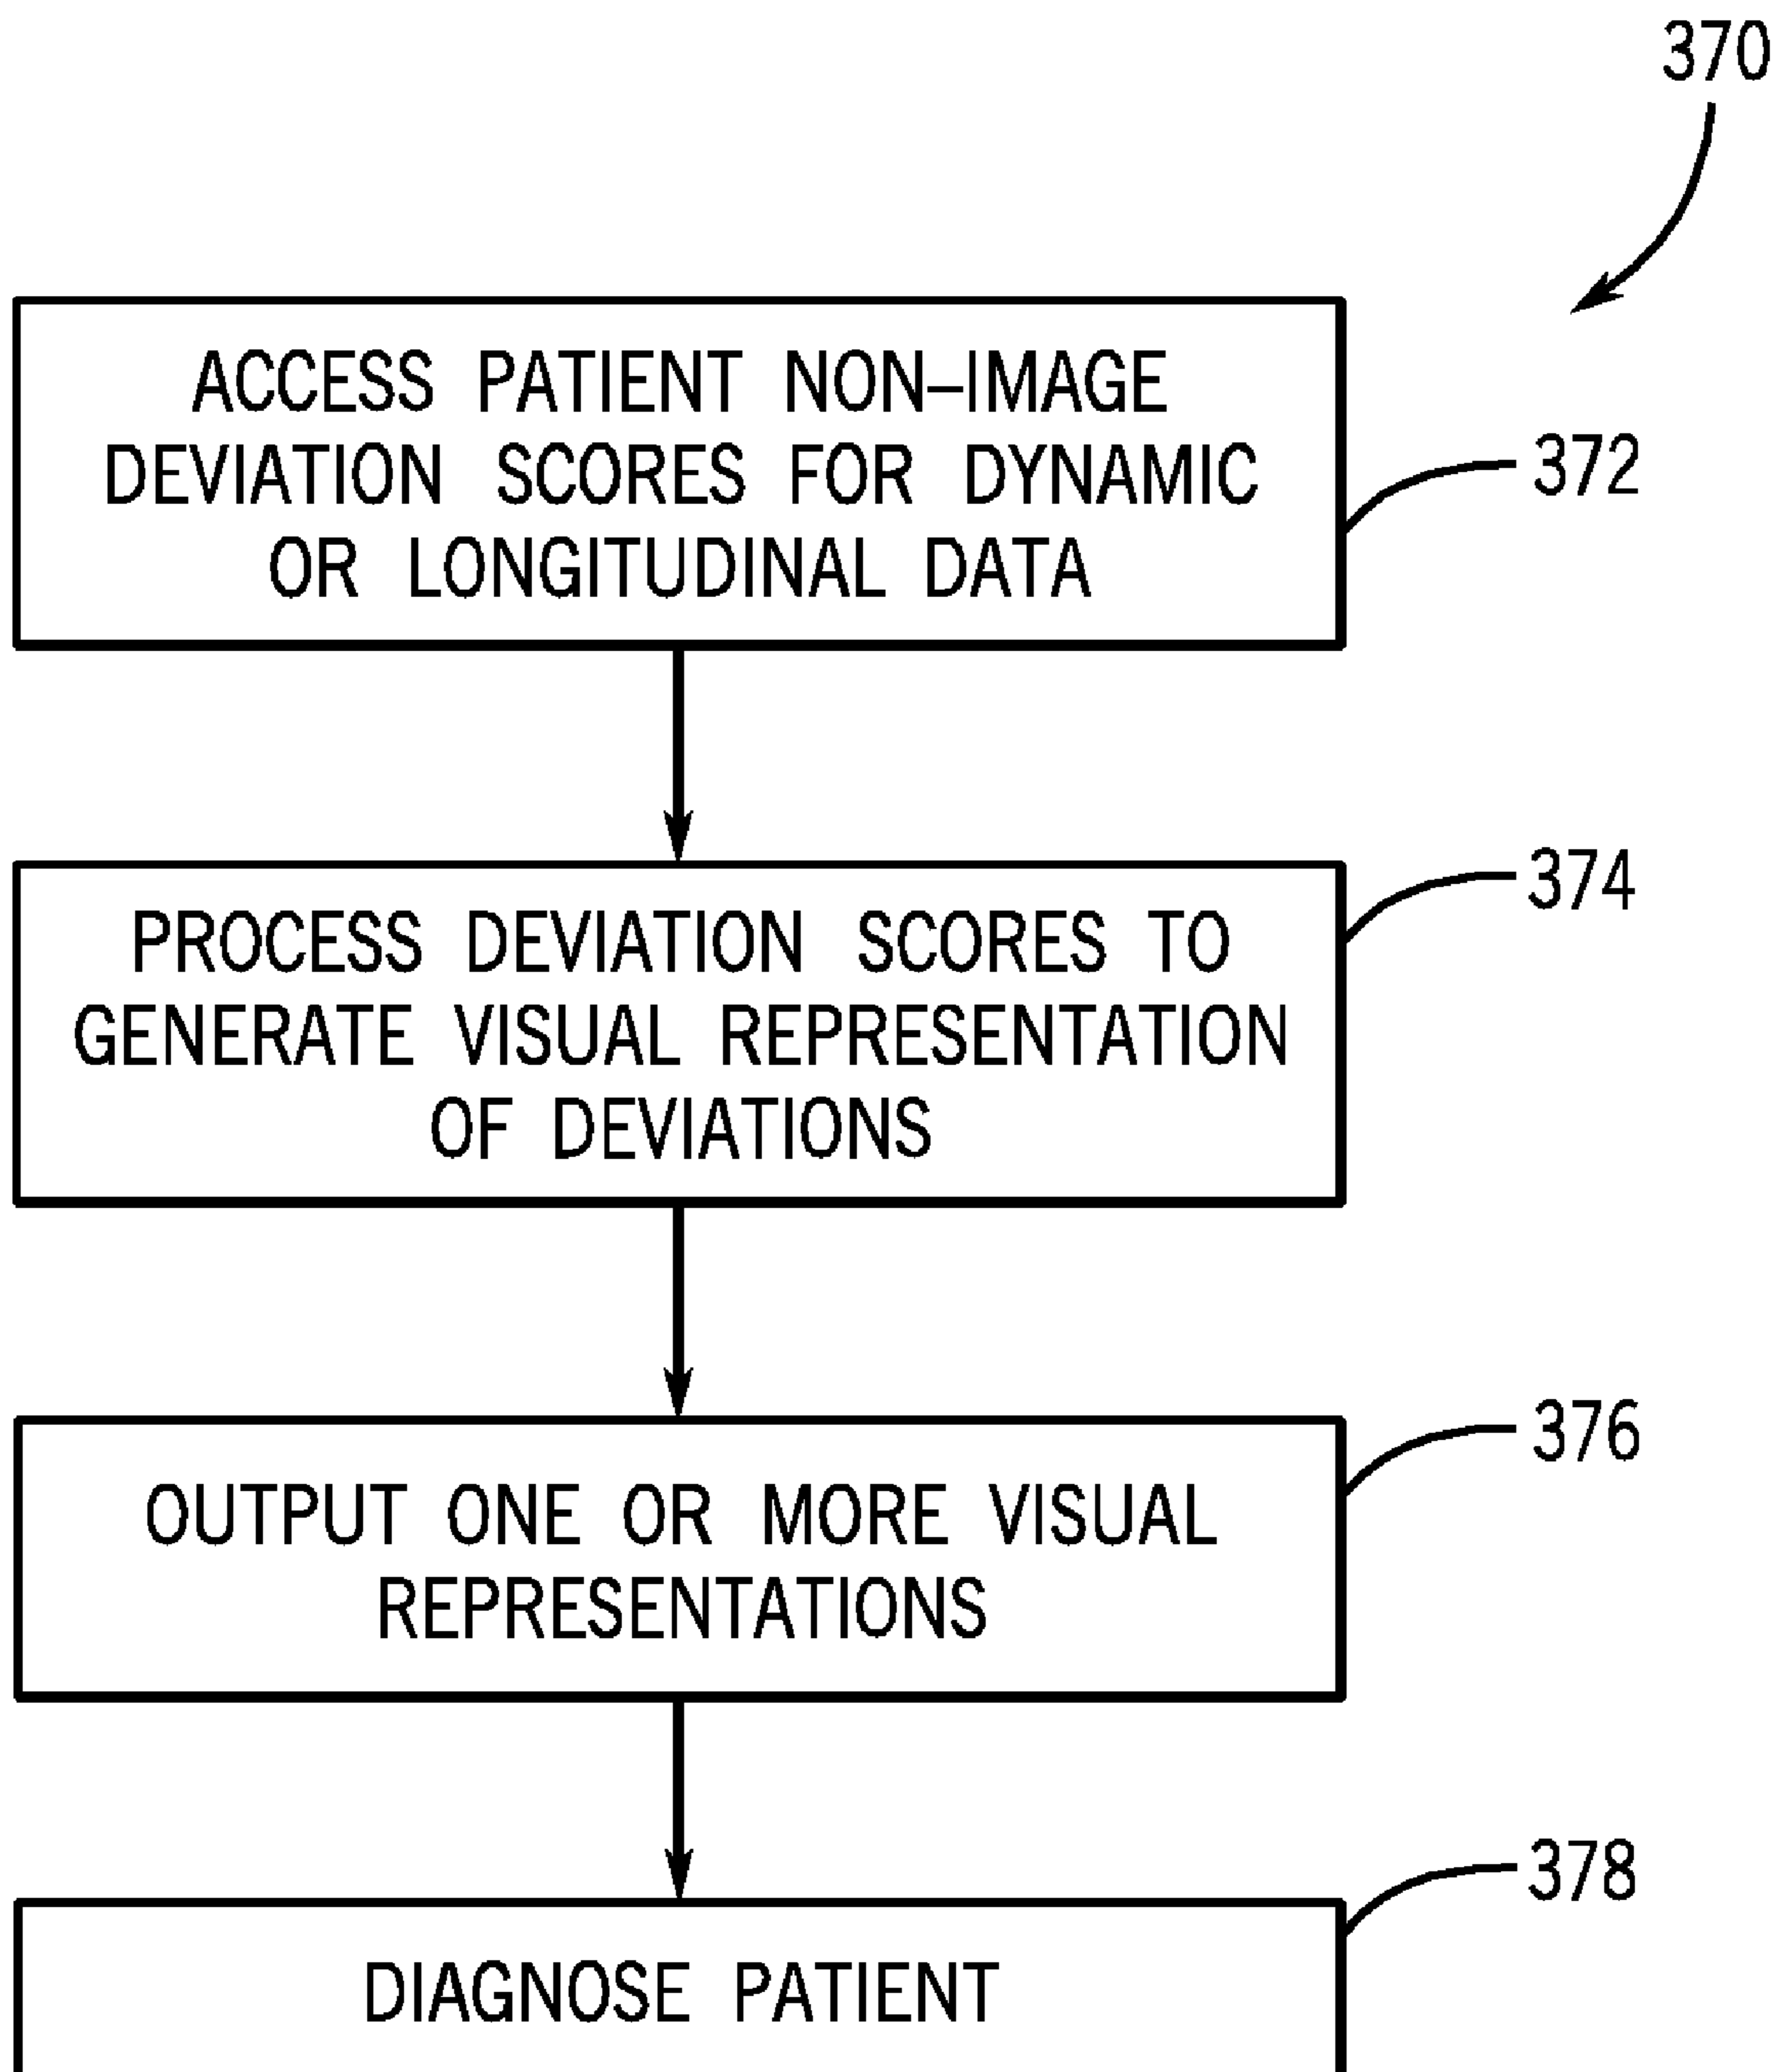 370
ACCESS PATIENT NON–IMAGE
DEVIATION SCORES FOR DYNAMIC
OR LONGITUDINAL DATA
372
PROCESS DEVIATION SCORES TO
GENERATE VISUAL REPRESENTATION
OF DEVIATIONS
374
OUTPUT ONE OR MORE VISUAL
REPRESENTATIONS
376
DIAGNOSE PATIENT
378